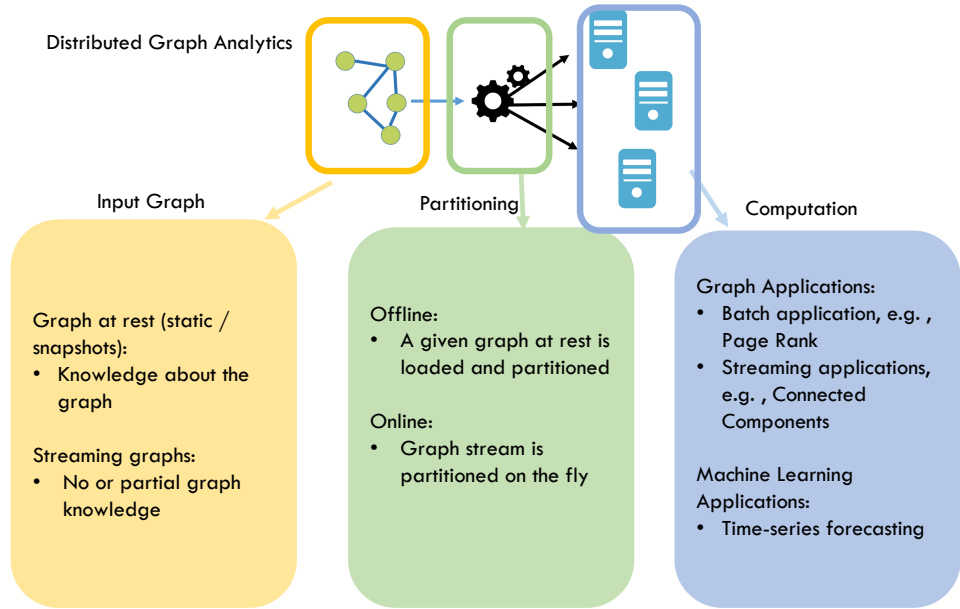 Distributed Graph Analytics
Input Graph
Graph at rest (static /
snapshots):
• Knowledge about the
graph
Streaming graphs:
• No or partial graph
knowledge
Partitioning
Offline:
• A given graph at rest is
loaded and partitioned
Online:
• Graph stream is
partitioned on the fly
Computation
Graph Applications:
• Batch application, e.g. ,
Page Rank
• Streaming applications,
e.g. , Connected
Components
Machine Learning
Applications:
• Time-series forecasting